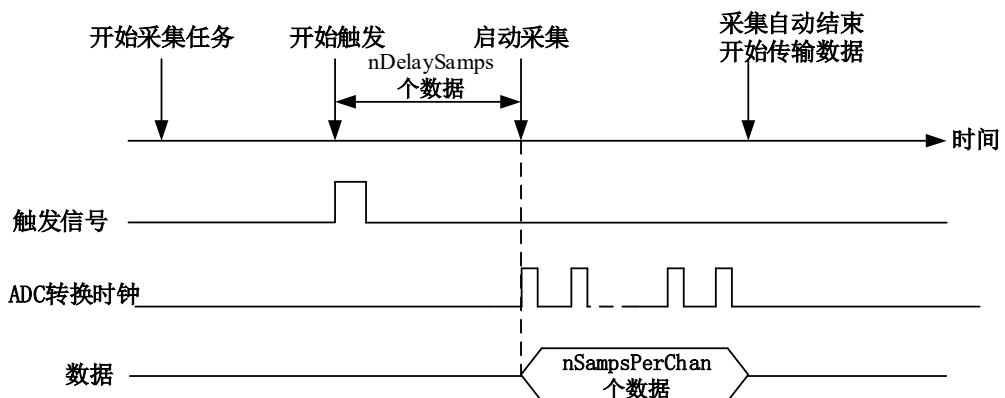 开始采集任务
开始触发
启动采集
采集自动结束
开始传输数据
nDelaySamps
个数据
时间
触发信号
ADC转换时钟
数据
nSampsPerChan
个数据